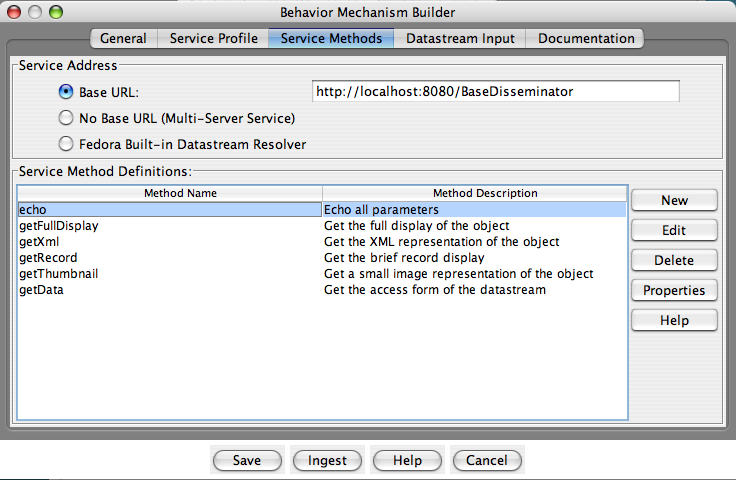 Behavior Mechanism Builder
General Service Profile Service Methods Datastream Input Documentation
Service Address
Base URL: http://localhost:8080/BaseDisseminator
No Base URL (Multi-Server Service)
Fedora Built-in Datastream Resolver
Service Method Definitions:
Method Name Method Description
echo Echo all parameters
getFullDisplay Get the full display of the object
getXml Get the XML representation of the object
getRecord Get the brief record display
getThumbnail Get a small image representation of the object
getData Get the access form of the datastream
New
Edit
Delete
Properties
Help
Save Ingest Help Cancel